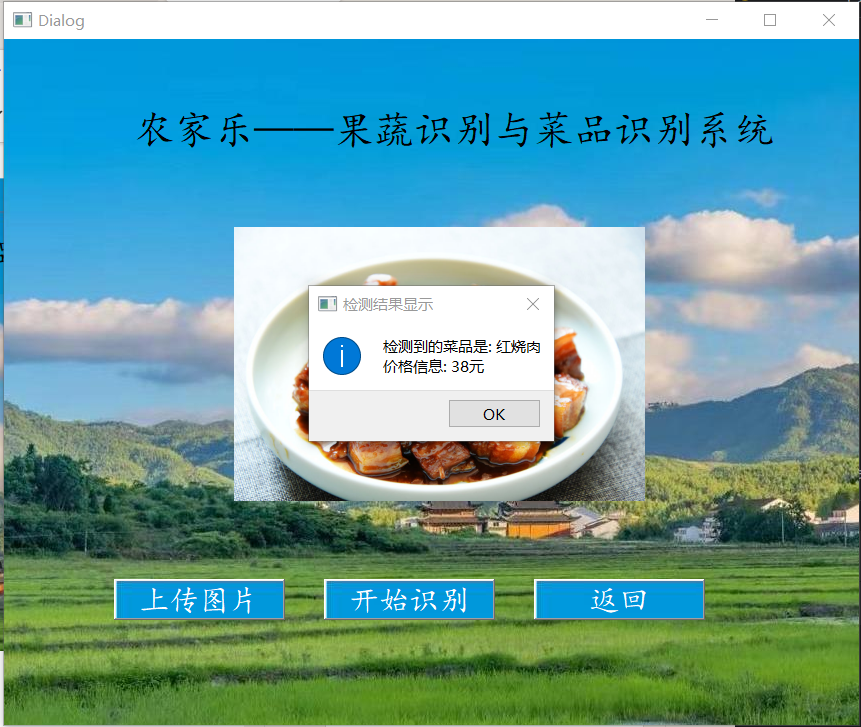 Dialog
农家乐——果蔬识别与菜品识别系统
检测结果显示
检测到的菜品是: 红烧肉
价格信息: 38元
OK
上传图片
开始识别
返回